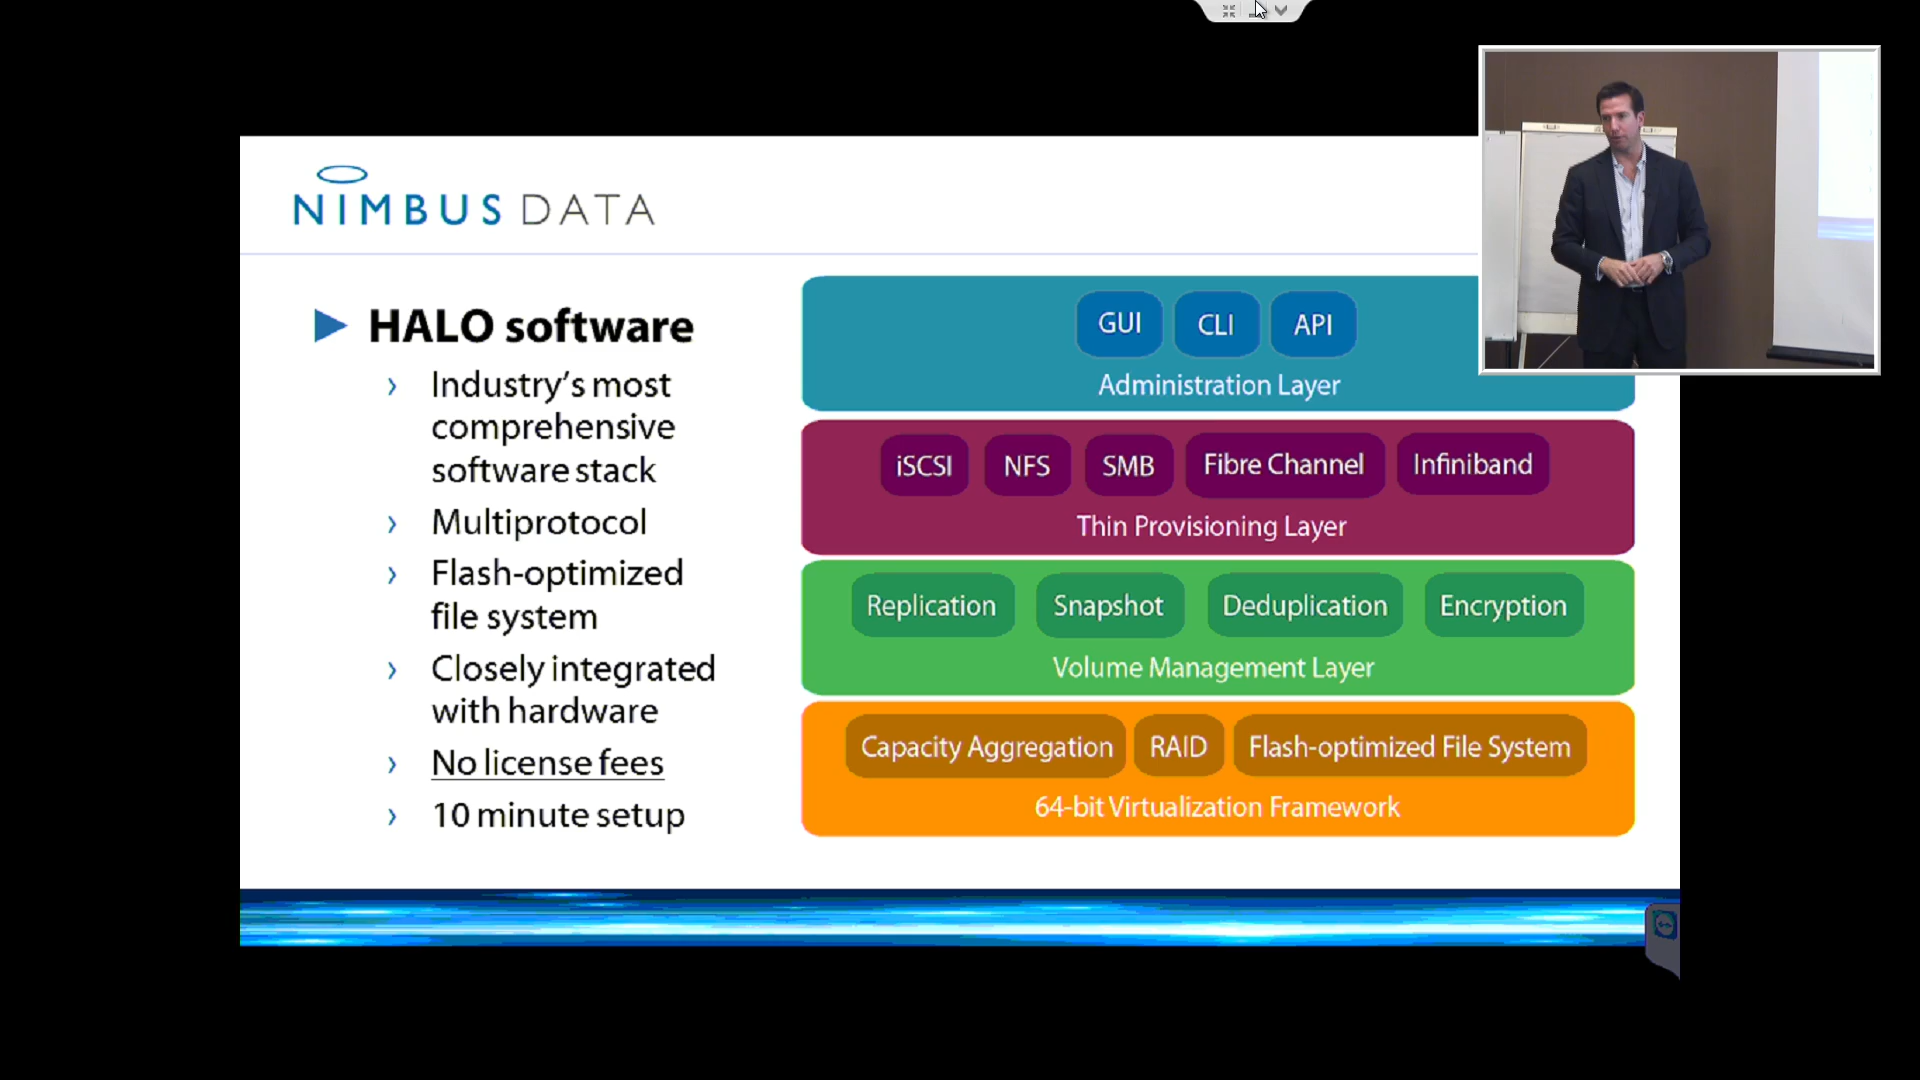 NIMBUS DATA
HALO software
Industry's most
comprehensive
software stack
Multiprotocol
Flash-optimized
file system
Closely integrated
with hardware
No license fees
10 minute setup
GUI CLI API
Administration Layer
iSCSI NFS SMB Fibre Channel Infiniband
Thin Provisioning Layer
Replication Snapshot Deduplication Encryption
Volume Management Layer
Capacity Aggregation RAID Flash-optimized File System
64-bit Virtualization Framework